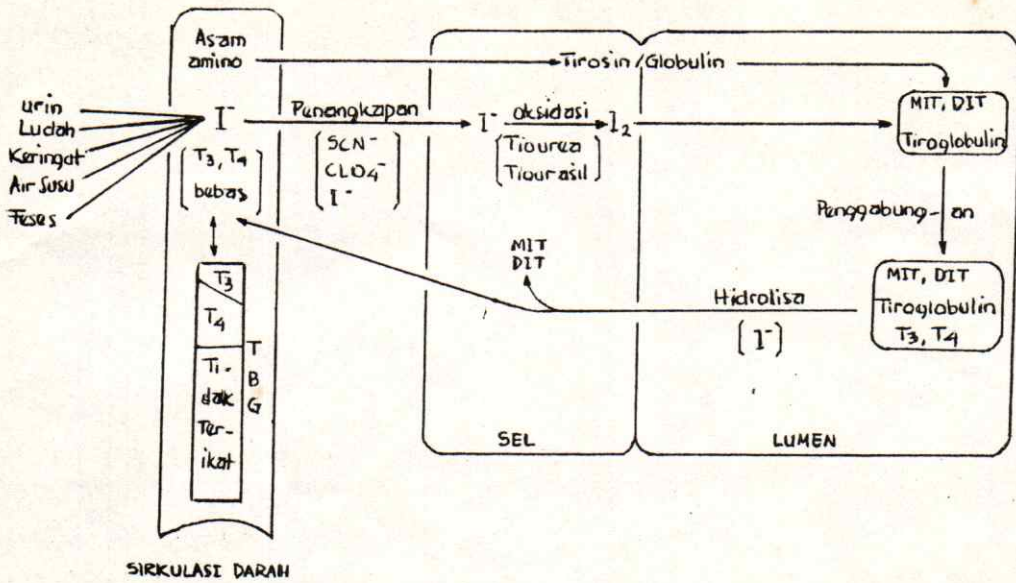 Asam
amino
Tirosin/Globulin
urin
Ludah
Keringat
Air Susu
Feses
I⁻
Penangkapan
SCN⁻
CLO4⁻
I⁻
I⁻
oksidasi
I2
Tiourea
Tiourasil
MIT, DIT
Tiroglobulin
T3, T4
bebas
Penggabung-an
MIT
DIT
Hidrolisa
[I⁻]
MIT, DIT
Tiroglobulin
T3, T4
T3
T4
Ti-
dak
Ter-
ikat
T
B
G
SEL
LUMEN
SIRKULASI DARAH